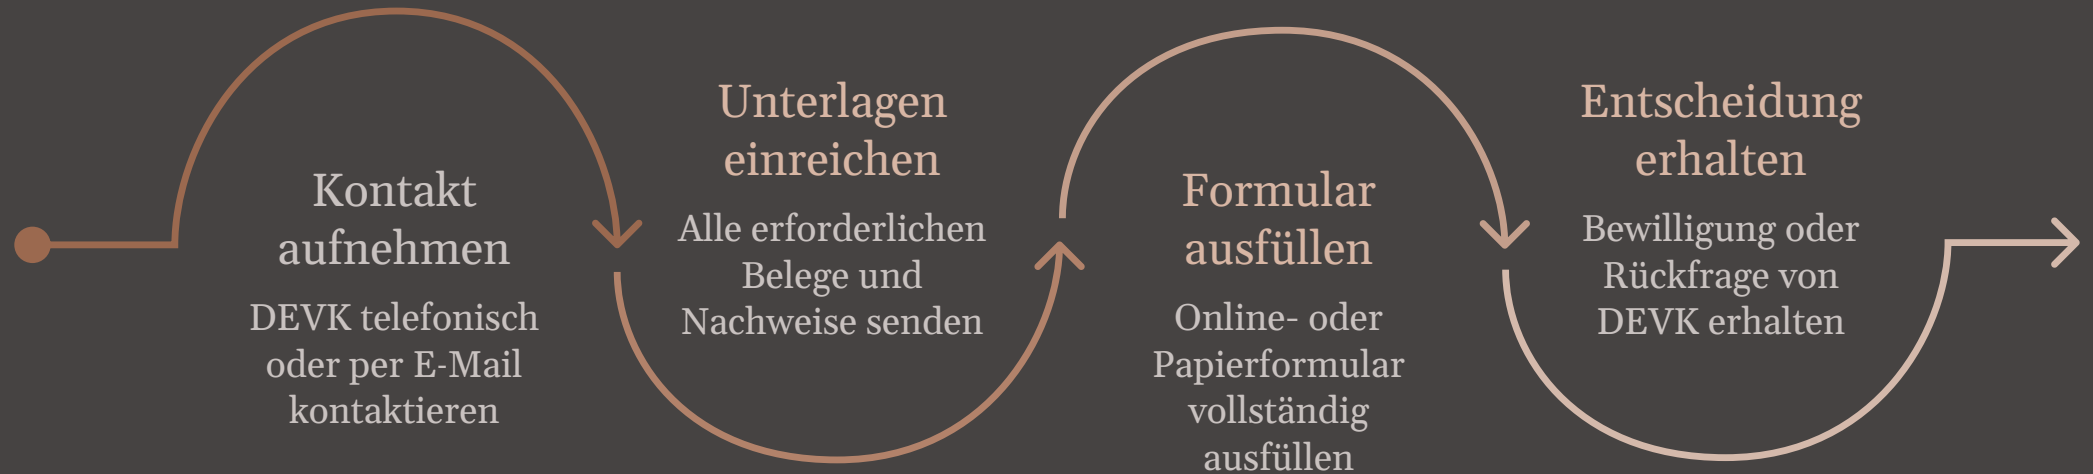 Kontakt
aufnehmen
DEVK telefonisch
oder per E-Mail
kontaktieren
Unterlagen
einreichen
Alle erforderlichen
Belege und
Nachweise senden
Formular
ausfüllen
Online- oder
Papierformular
vollständig
ausfüllen
Entscheidung
erhalten
Bewilligung oder
Rückfrage von
DEVK erhalten